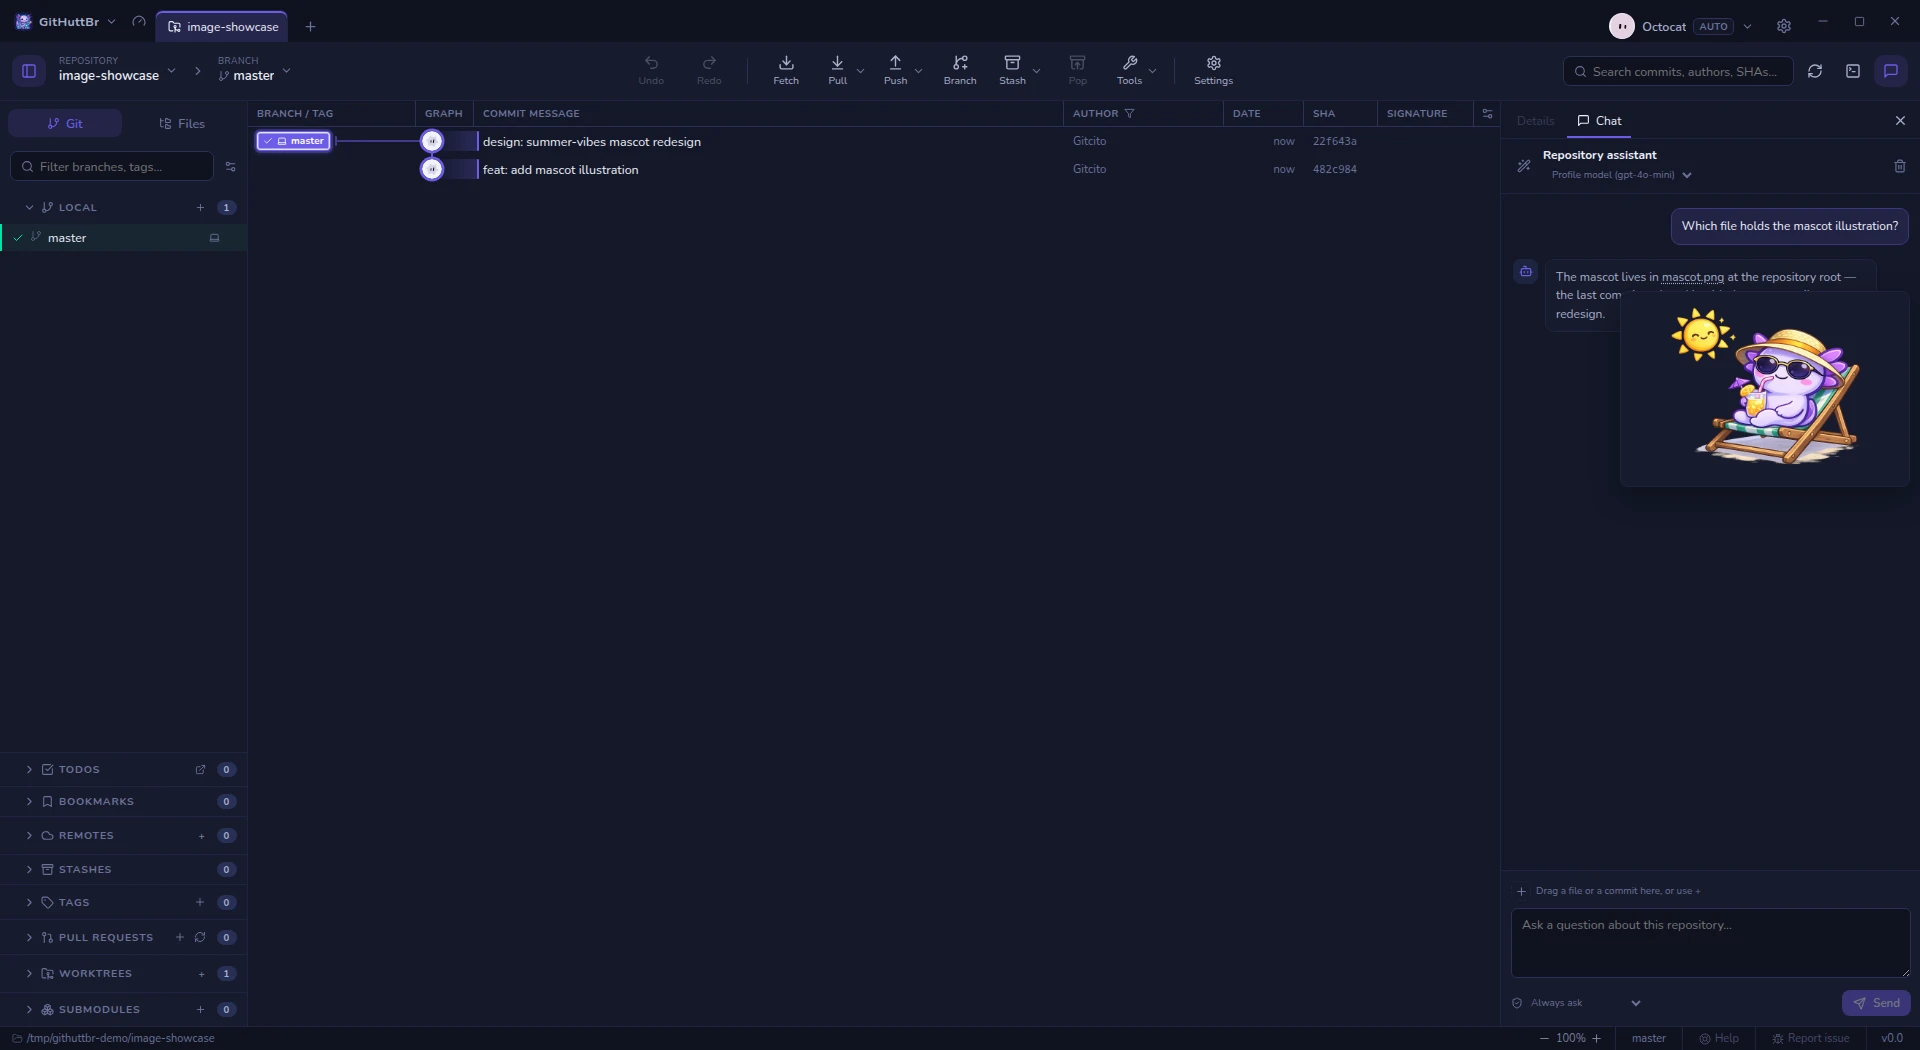 GitHuttBr
image-showcase
Octocat AUTO
REPOSITORY
image-showcase
BRANCH
master
Undo
Redo
Fetch
Pull
Push
Branch
Stash
Pop
Tools
Settings
Search commits, authors, SHAs...
Git
Files
Filter branches, tags...
LOCAL 1
master
BRANCH / TAG GRAPH COMMIT MESSAGE AUTHOR DATE SHA SIGNATURE
master design: summer-vibes mascot redesign Gitcito now 22f643a
feat: add mascot illustration Gitcito now 482c984
Details Chat
Repository assistant
Profile model (gpt-4o-mini)
Which file holds the mascot illustration?
The mascot lives in mascot.png at the repository root —
the last com
redesign.
TODOS 0
BOOKMARKS 0
REMOTES 0
STASHES 0
TAGS 0
PULL REQUESTS 0
WORKTREES 1
SUBMODULES 0
Drag a file or a commit here, or use +
Ask a question about this repository...
Always ask
Send
/tmp/githuttbr-demo/image-showcase
100%
master
Help
Report issue
v0.0